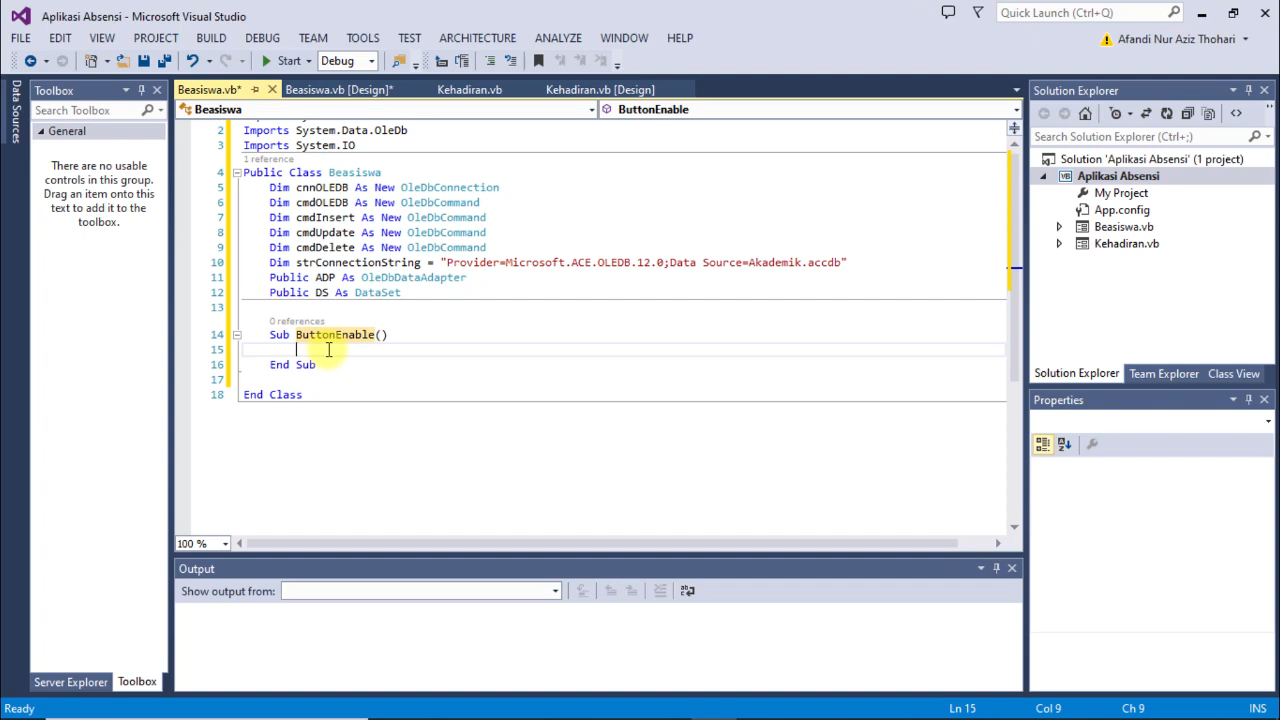 Aplikasi Absensi - Microsoft Visual Studio
Quick Launch (Ctrl+Q)
FILE EDIT VIEW PROJECT BUILD DEBUG TEAM TOOLS TEST ARCHITECTURE ANALYZE WINDOW HELP
Afandi Nur Aziz Thohari
Start Debug
Data Sources
Toolbox
Search Toolbox
General
There are no usable
controls in this group.
Drag an item onto this
text to add it to the
toolbox.
Server Explorer Toolbox
Beasiswa.vb* Beasiswa.vb [Design]* Kehadiran.vb Kehadiran.vb [Design]
Beasiswa ButtonEnable
2 Imports System.Data.OleDb
3 Imports System.IO
1 reference
4 Public Class Beasiswa
5 Dim cnnOLEDB As New OleDbConnection
6 Dim cmdOLEDB As New OleDbCommand
7 Dim cmdInsert As New OleDbCommand
8 Dim cmdUpdate As New OleDbCommand
9 Dim cmdDelete As New OleDbCommand
10 Dim strConnectionString = "Provider=Microsoft.ACE.OLEDB.12.0;Data Source=Akademik.accdb"
11 Public ADP As OleDbDataAdapter
12 Public DS As DataSet
13
0 references
14 Sub ButtonEnable()
15
16 End Sub
17
18 End Class
100 %
Output
Show output from:
Solution Explorer
Search Solution Explorer (Ctrl+;)
Solution 'Aplikasi Absensi' (1 project)
VB Aplikasi Absensi
My Project
App.config
Beasiswa.vb
Kehadiran.vb
Solution Explorer Team Explorer Class View
Properties
Ready Ln 15 Col 9 Ch 9 INS